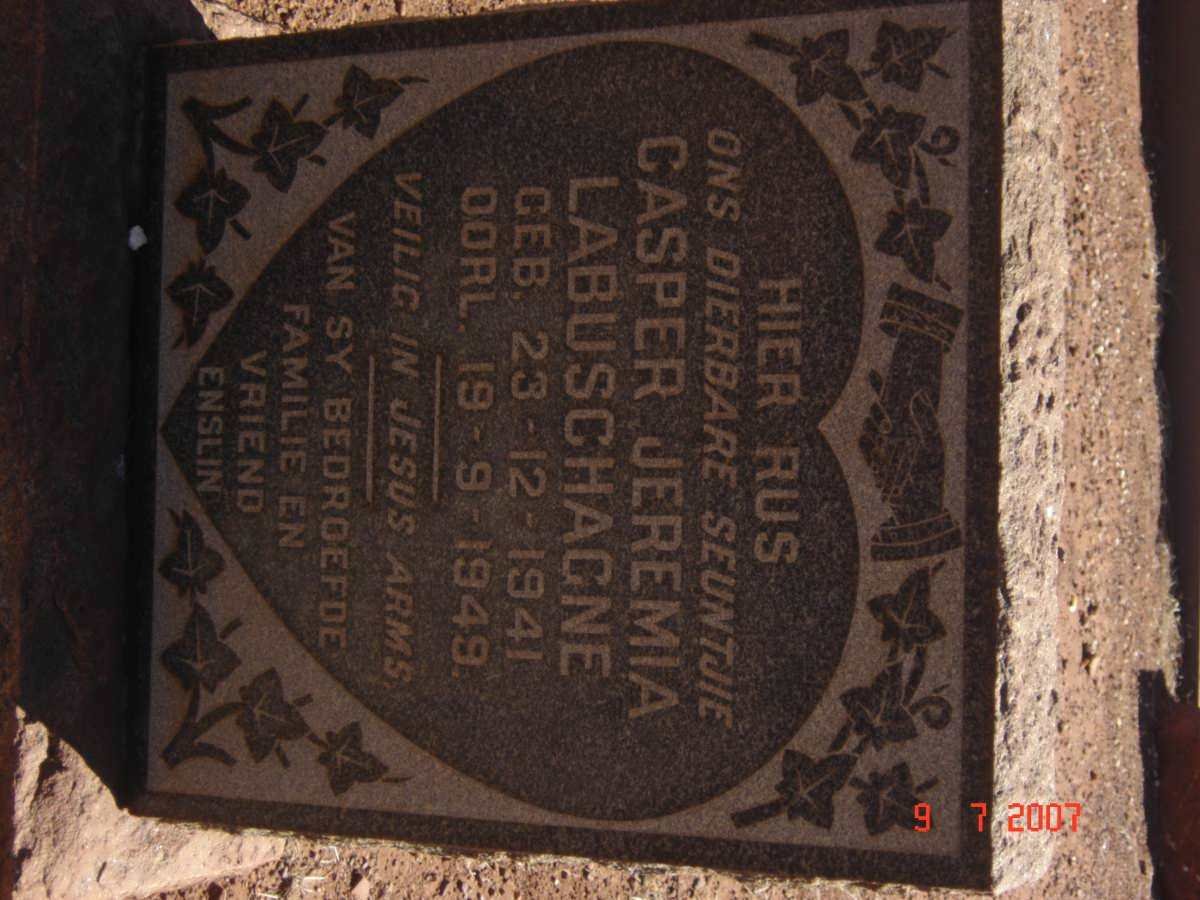 HIER RUS
ONS DIERBARE SEUNTJIE
CASPER JEREMIA
LABUSCHAGNE
GEB. 23-12-1941
OORL. 19-9-1949.
VEILIG IN JESUS ARMS.
VAN SY BEDROEFDE
FAMILIE EN
VRIEND
ENSLIN
9 7 2007